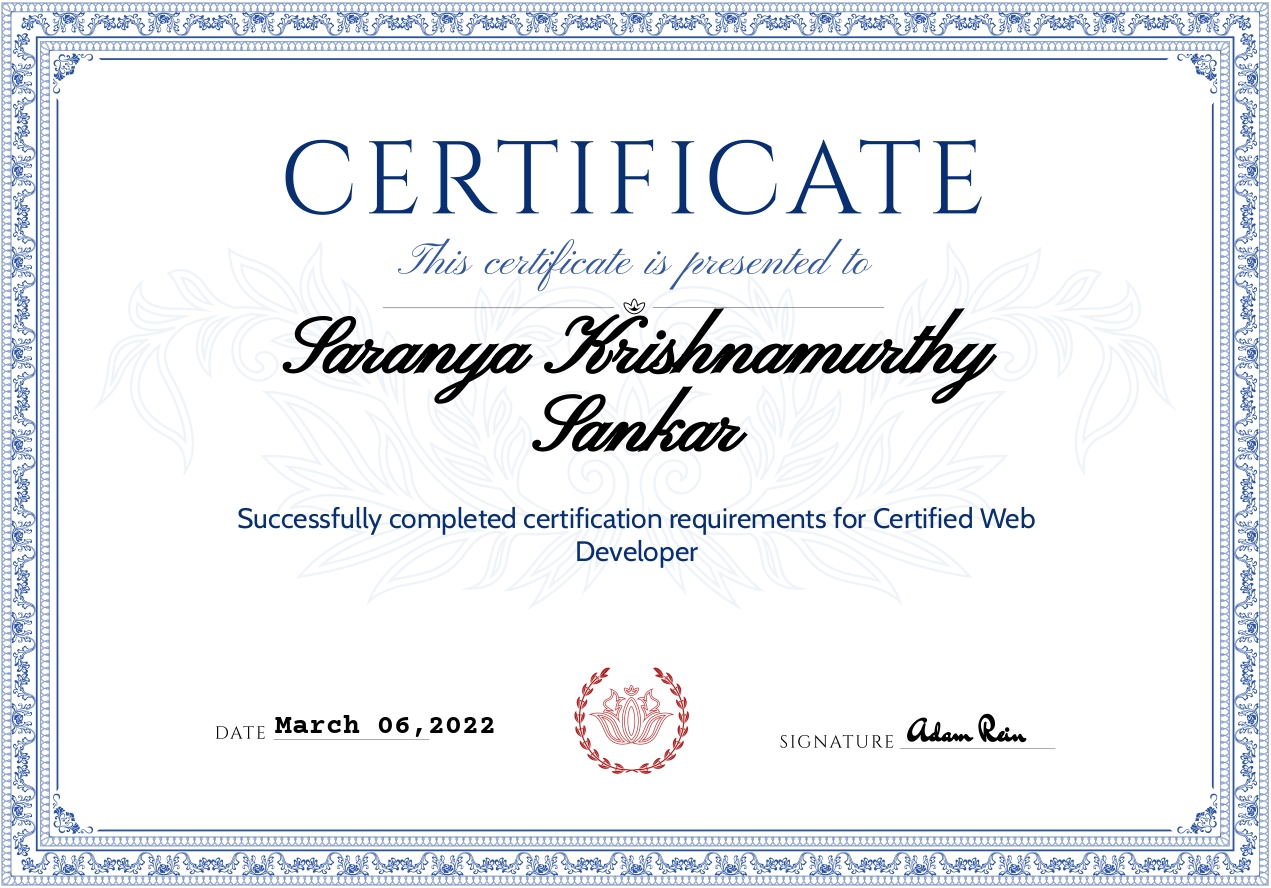 CERTIFICATE
This certificate is presented to
Saranya Krishnamurthy
Sankar
Successfully completed certification requirements for Certified Web
Developer
DATE March 06,2022
SIGNATURE Adam Rein